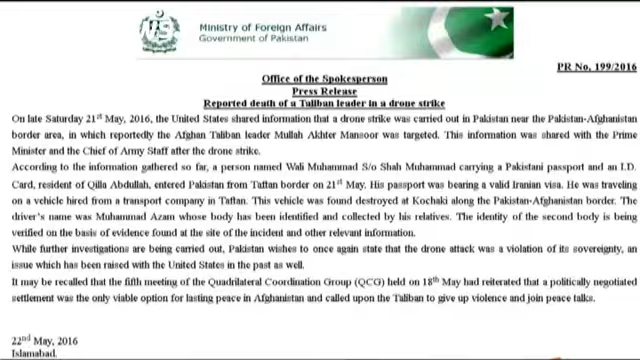 Ministry of Foreign Affairs
Government of Pakistan
PR No. 199/2016
Office of the Spokesperson
Press Release
Reported death of a Taliban leader in a drone strike
On late Saturday 21st May, 2016, the United States shared information that a drone strike was carried out in Pakistan near the Pakistan-Afghanistan
border area, in which reportedly the Afghan Taliban leader Mullah Akhter Mansoor was targeted. This information was shared with the Prime
Minister and the Chief of Army Staff after the drone strike.
According to the information gathered so far, a person named Wali Muhammad S/o Shah Muhammad carrying a Pakistani passport and an I.D.
Card, resident of Qilla Abdullah, entered Pakistan from Taftan border on 21st May. His passport was bearing a valid Iranian visa. He was traveling
on a vehicle hired from a transport company in Taftan. This vehicle was found destroyed at Kochaki along the Pakistan-Afghanistan border. The
driver's name was Muhammad Azam whose body has been identified and collected by his relatives. The identity of the second body is being
verified on the basis of evidence found at the site of the incident and other relevant information.
While further investigations are being carried out, Pakistan wishes to once again state that the drone attack was a violation of its sovereignty, an
issue which has been raised with the United States in the past as well.
It may be recalled that the fifth meeting of the Quadrilateral Coordination Group (QCG) held on 18th May had reiterated that a politically negotiated
settlement was the only viable option for lasting peace in Afghanistan and called upon the Taliban to give up violence and join peace talks.
22nd May, 2016
Islamabad.